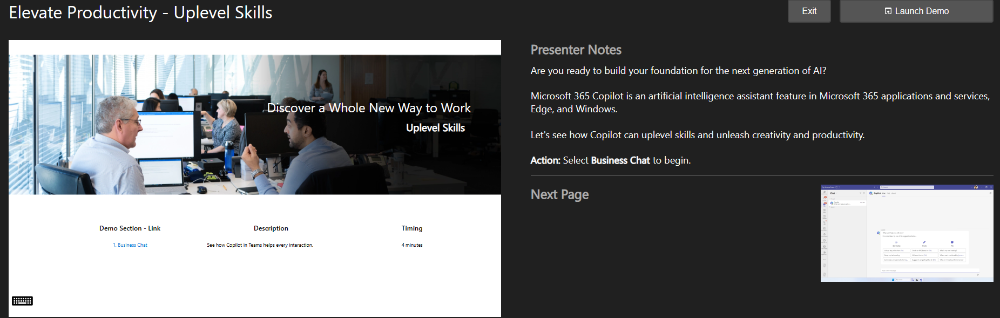 Elevate Productivity - Uplevel Skills
Exit
Launch Demo
Discover a Whole New Way to Work
Uplevel Skills
Demo Section - Link
Description
Timing
1. Business Chat
See how Copilot in Teams helps every interaction.
4 minutes
Presenter Notes
Are you ready to build your foundation for the next generation of AI?
Microsoft 365 Copilot is an artificial intelligence assistant feature in Microsoft 365 applications and services,
Edge, and Windows.
Let's see how Copilot can uplevel skills and unleash creativity and productivity.
Action: Select Business Chat to begin.
Next Page
Chat
Copilot